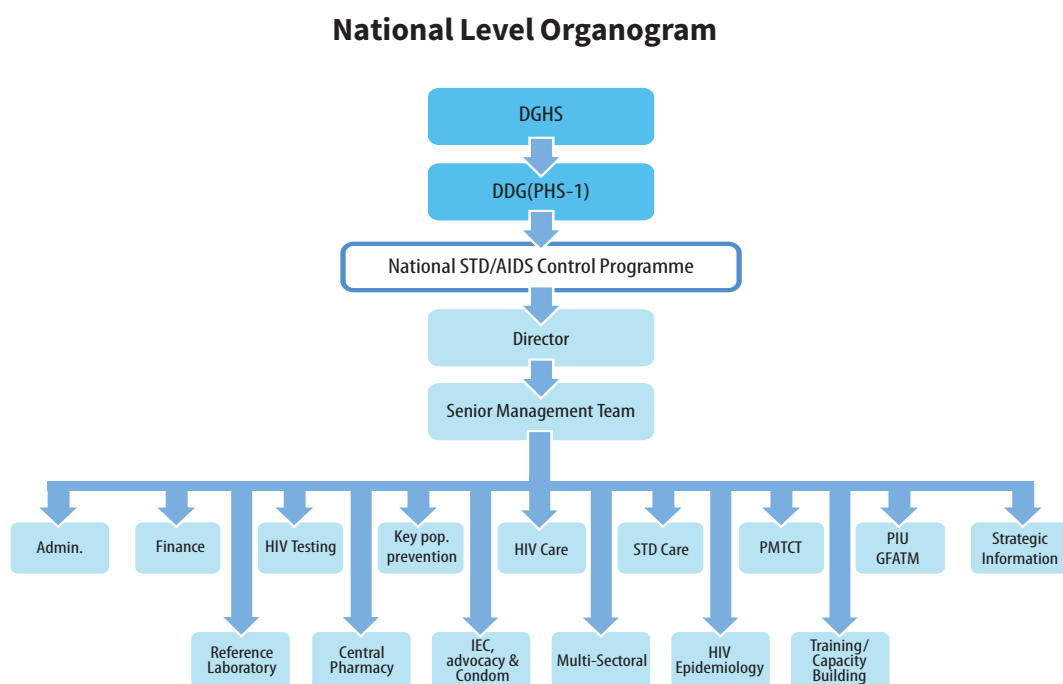 National Level Organogram
DGHS
DDG(PHS-1)
National STD/AIDS Control Programme
Director
Senior Management Team
Admin.
Finance
HIV Testing
Key pop.
prevention
HIV Care
STD Care
PMTCT
PIU
GFATM
Strategic
Information
Reference
Laboratory
Central
Pharmacy
IEC,
advocacy &
Condom
Multi-Sectoral
HIV
Epidemiology
Training/
Capacity
Building